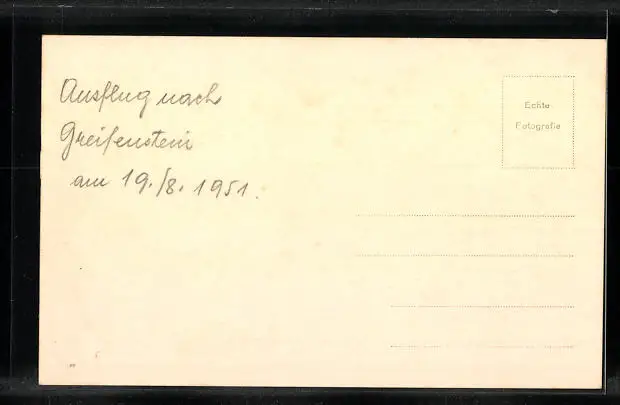 Ausflug nach
Greifenstein
am 19./8. 1951.
Echte
Fotografie